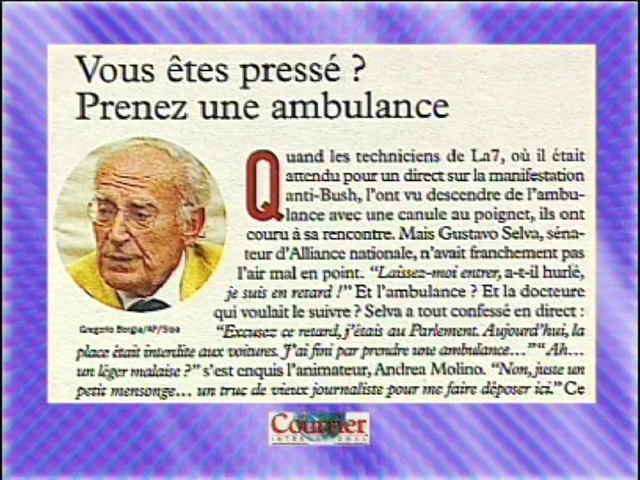 Vous êtes pressé ?
Prenez une ambulance
Quand les techniciens de La7, où il était
attendu pour un direct sur la manifestation
anti-Bush, l'ont vu descendre de l'ambu-
lance avec une canule au poignet, ils ont
couru à sa rencontre. Mais Gustavo Selva, séna-
teur d'Alliance nationale, n'avait franchement pas
l'air mal en point. “Laissez-moi entrer, a-t-il hurlé,
je suis en retard !” Et l'ambulance ? Et la docteure
qui voulait le suivre ? Selva a tout confessé en direct :
“Excusez ce retard, j'étais au Parlement. Aujourd'hui, la
place était interdite aux voitures. J'ai fini par prendre une ambulance…” “Ah…
un léger malaise ?” s'est enquis l'animateur, Andrea Molino. “Non, juste un
petit mensonge… un truc de vieux journaliste pour me faire déposer ici.” Ce
Gregorio Borgia/AP/Sipa
Courrier
INTERNATIONAL